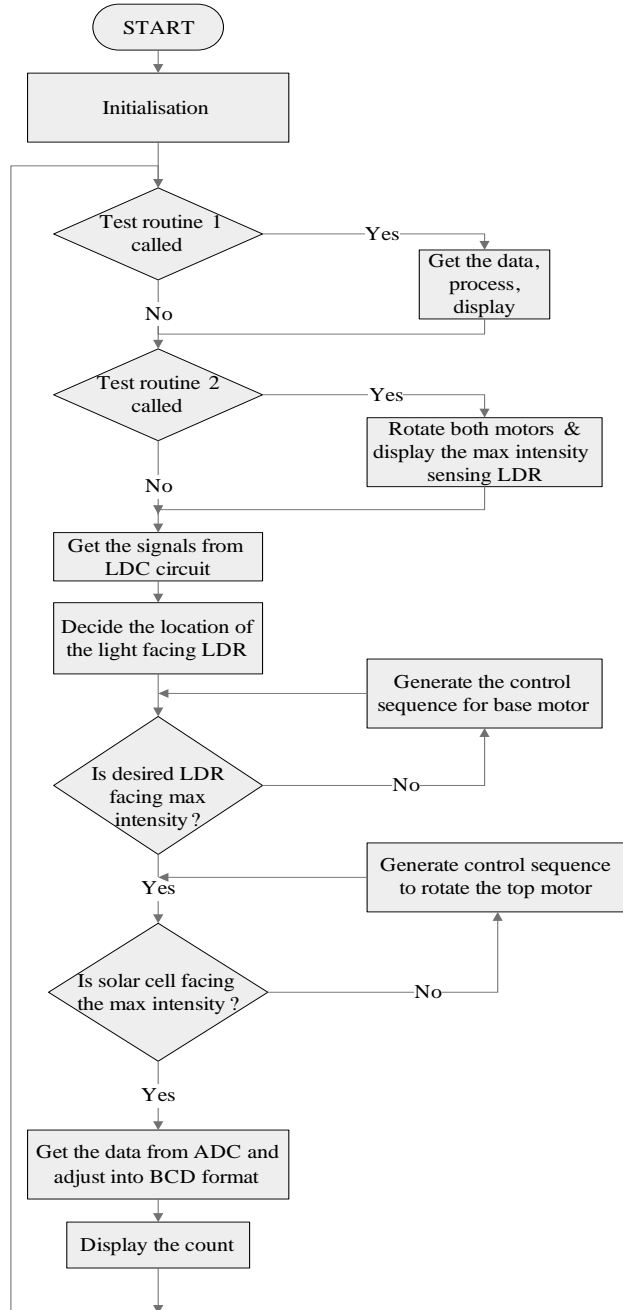 START
Initialisation
Test routine 1
called
Yes
Get the data,
process,
display
No
Test routine 2
called
Yes
Rotate both motors &
display the max intensity
sensing LDR
No
Get the signals from
LDC circuit
Decide the location of
the light facing LDR
Generate the control
sequence for base motor
Is desired LDR
facing max
intensity ?
No
Generate control sequence
to rotate the top motor
Yes
Is solar cell facing
the max intensity ?
No
Yes
Get the data from ADC and
adjust into BCD format
Display the count